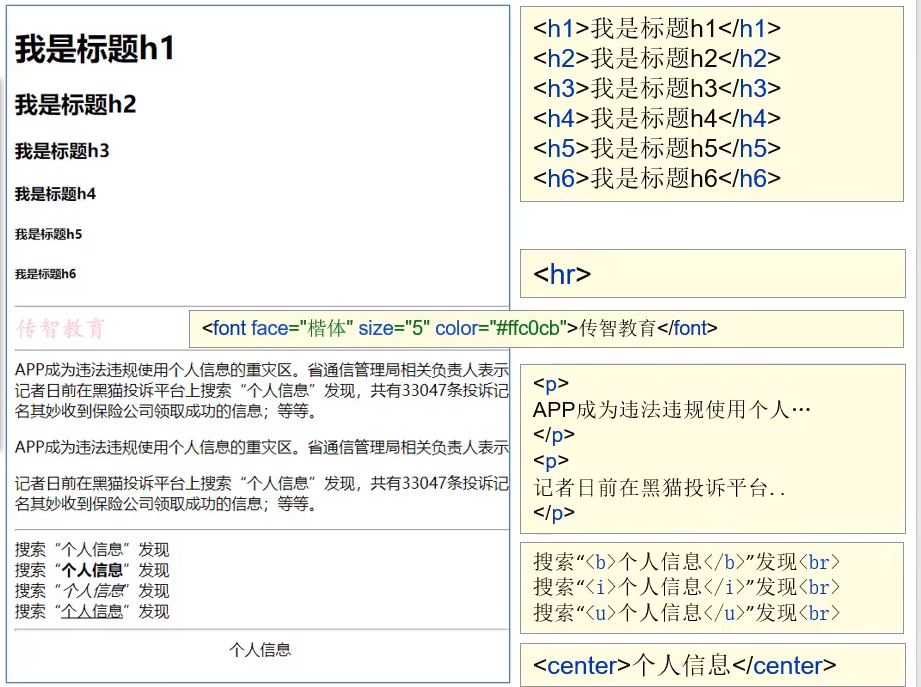 我是标题h1
我是标题h2
我是标题h3
我是标题h4
我是标题h5
我是标题h6
传智教育
APP成为违法违规使用个人信息的重灾区。省通信管理局相关负责人表示
记者日前在黑猫投诉平台上搜索“个人信息”发现，共有33047条投诉记
名其妙收到保险公司领取成功的信息；等等。
APP成为违法违规使用个人信息的重灾区。省通信管理局相关负责人表示
记者日前在黑猫投诉平台上搜索“个人信息”发现，共有33047条投诉记
名其妙收到保险公司领取成功的信息；等等。
搜索“个人信息”发现
搜索“个人信息”发现
搜索“个人信息”发现
搜索“个人信息”发现
个人信息
<h1>我是标题h1</h1>
<h2>我是标题h2</h2>
<h3>我是标题h3</h3>
<h4>我是标题h4</h4>
<h5>我是标题h5</h5>
<h6>我是标题h6</h6>
<hr>
<font face="楷体" size="5" color="#ffc0cb">传智教育</font>
<p>
APP成为违法违规使用个人…
</p>
<p>
记者日前在黑猫投诉平台..
</p>
搜索“<b>个人信息</b>”发现<br>
搜索“<i>个人信息</i>”发现<br>
搜索“<u>个人信息</u>”发现<br>
<center>个人信息</center>